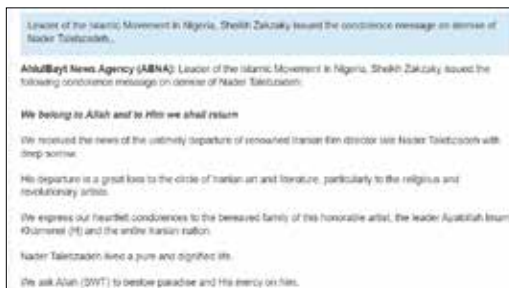 Leader of the Islamic Movement in Nigeria, Sheikh Zakzaky issued the condolence message on demise of
Nader Talebzadeh..
AhlulBayt News Agency (ABNA): Leader of the Islamic Movement in Nigeria, Sheikh Zakzaky issued the
following condolence message on demise of Nader Talebzadeh:
We belong to Allah and to Him we shall return
We received the news of the untimely departure of renowned Iranian film director late Nader Talebzadeh with
deep sorrow.
His departure is a great loss to the circle of Iranian art and literature, particularly to the religious and
revolutionary artists.
We express our heartfelt condolences to the bereaved family of this honorable artist, the leader Ayatollah Imam
Khamenei (H) and the entire Iranian nation.
Nader Talebzadeh lived a pure and dignified life.
We ask Allah (SWT) to bestow paradise and His mercy on him.